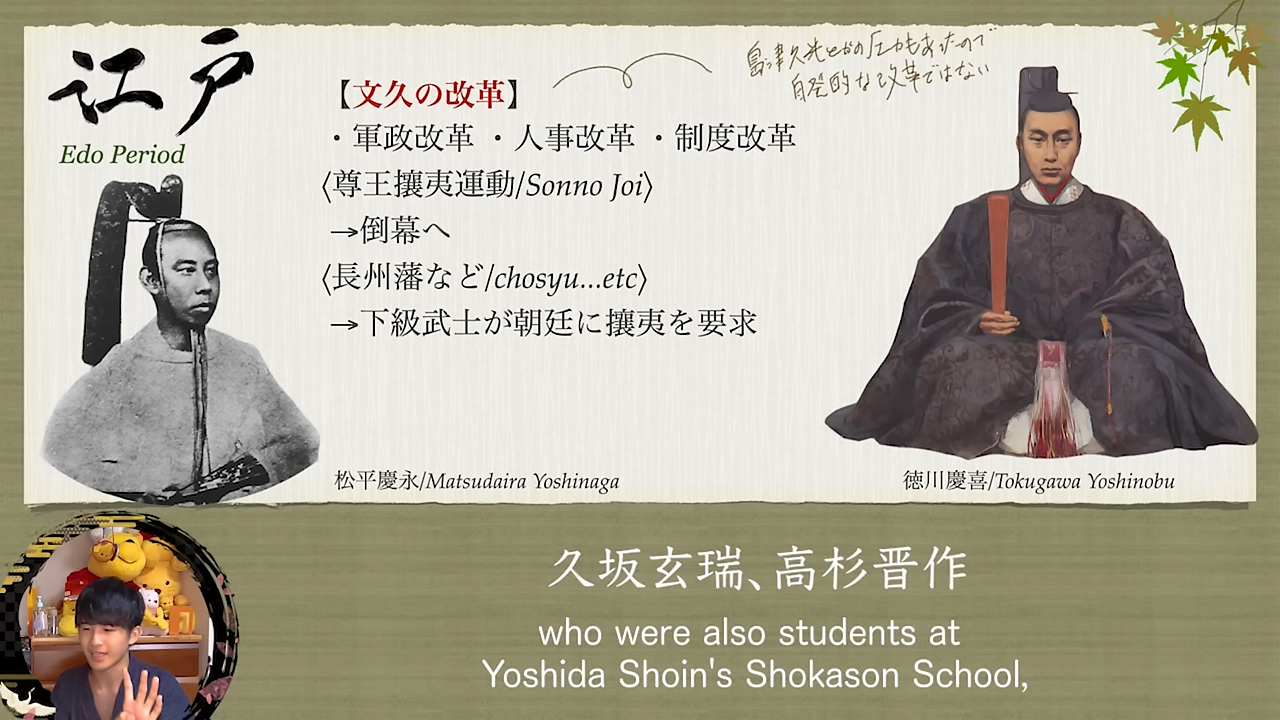 江戸
Edo Period
【文久の改革】
・軍政改革 ・人事改革 ・制度改革
〈尊王攘夷運動/Sonno Joi〉
→倒幕へ
〈長州藩など/chosyu...etc〉
→下級武士が朝廷に攘夷を要求
島津久光とかの圧力もあったので
自発的な改革ではない
松平慶永/Matsudaira Yoshinaga
徳川慶喜/Tokugawa Yoshinobu
久坂玄瑞、高杉晋作
who were also students at
Yoshida Shoin's Shokason School,